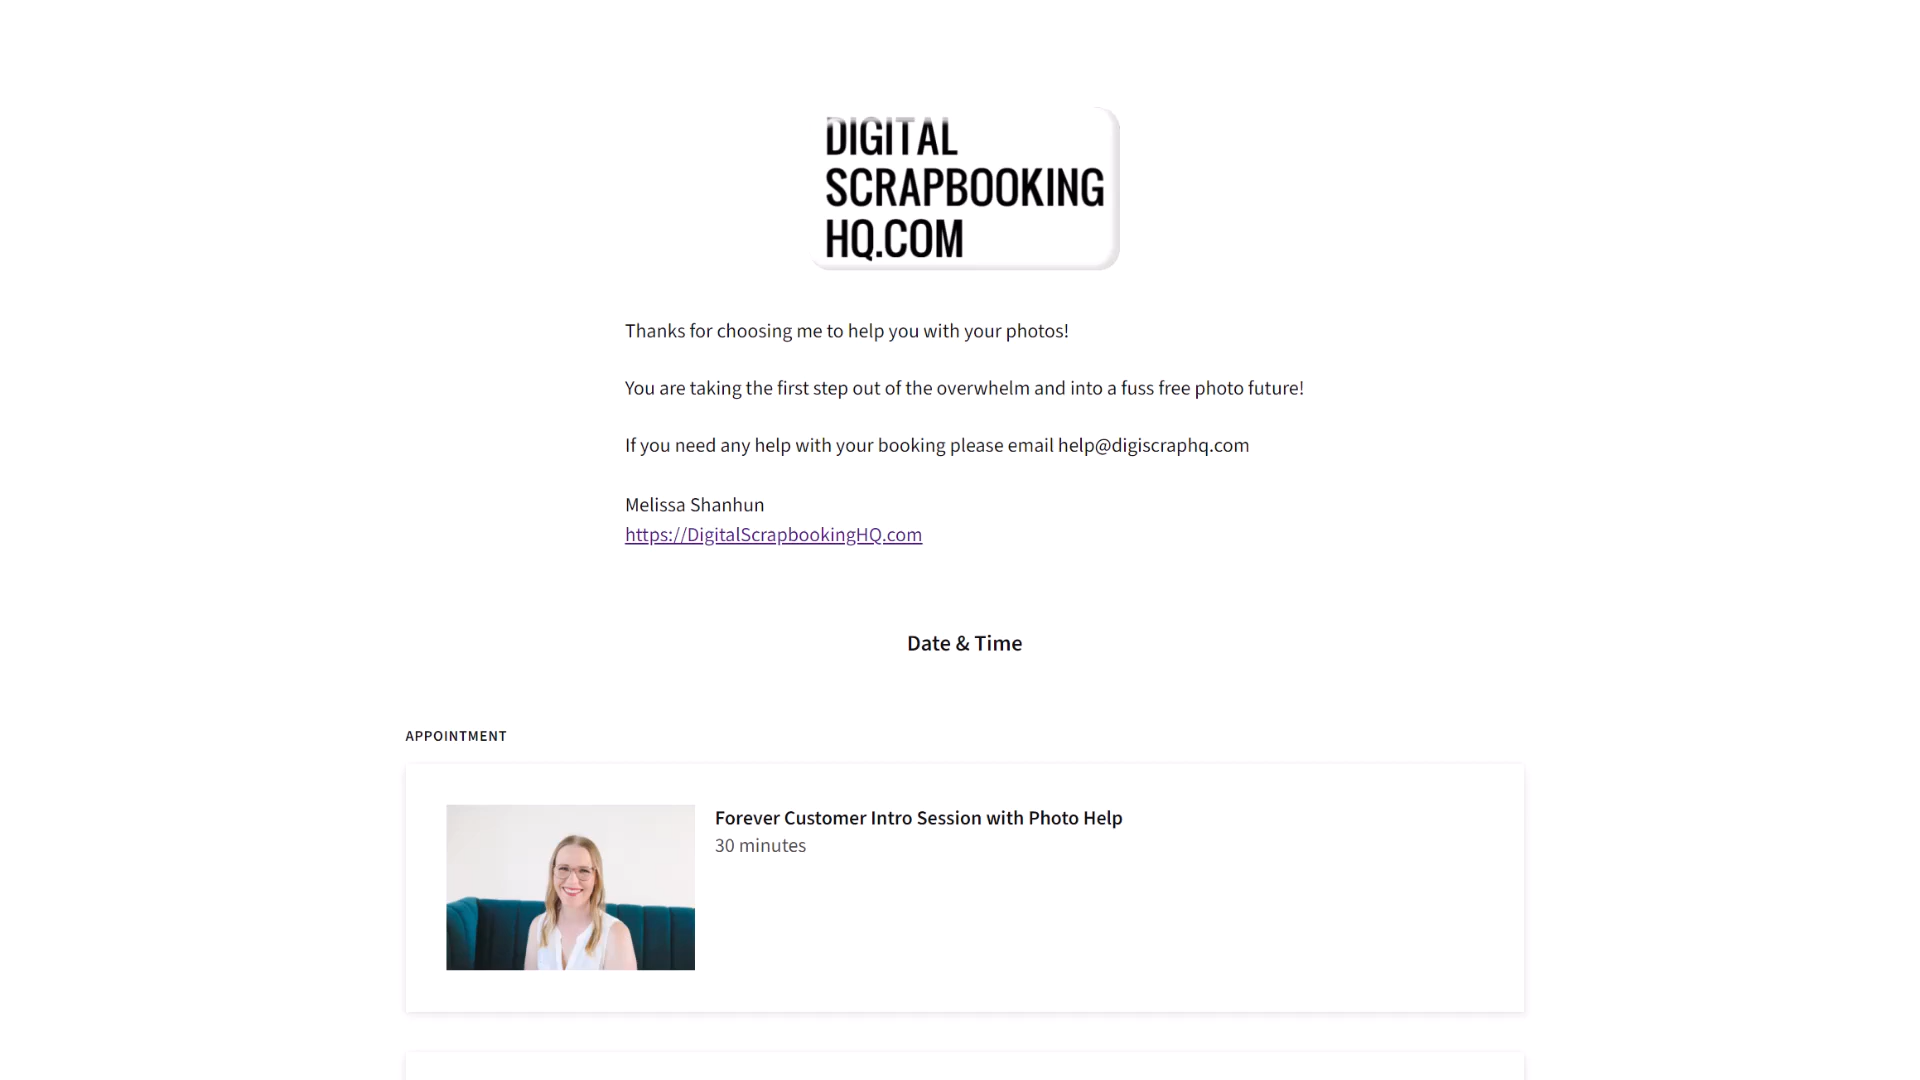 DIGITAL
SCRAPBOOKING
HQ.COM
Thanks for choosing me to help you with your photos!
You are taking the first step out of the overwhelm and into a fuss free photo future!
If you need any help with your booking please email help@digiscraphq.com
Melissa Shanhun
https://DigitalScrapbookingHQ.com
Date & Time
APPOINTMENT
Forever Customer Intro Session with Photo Help
30 minutes